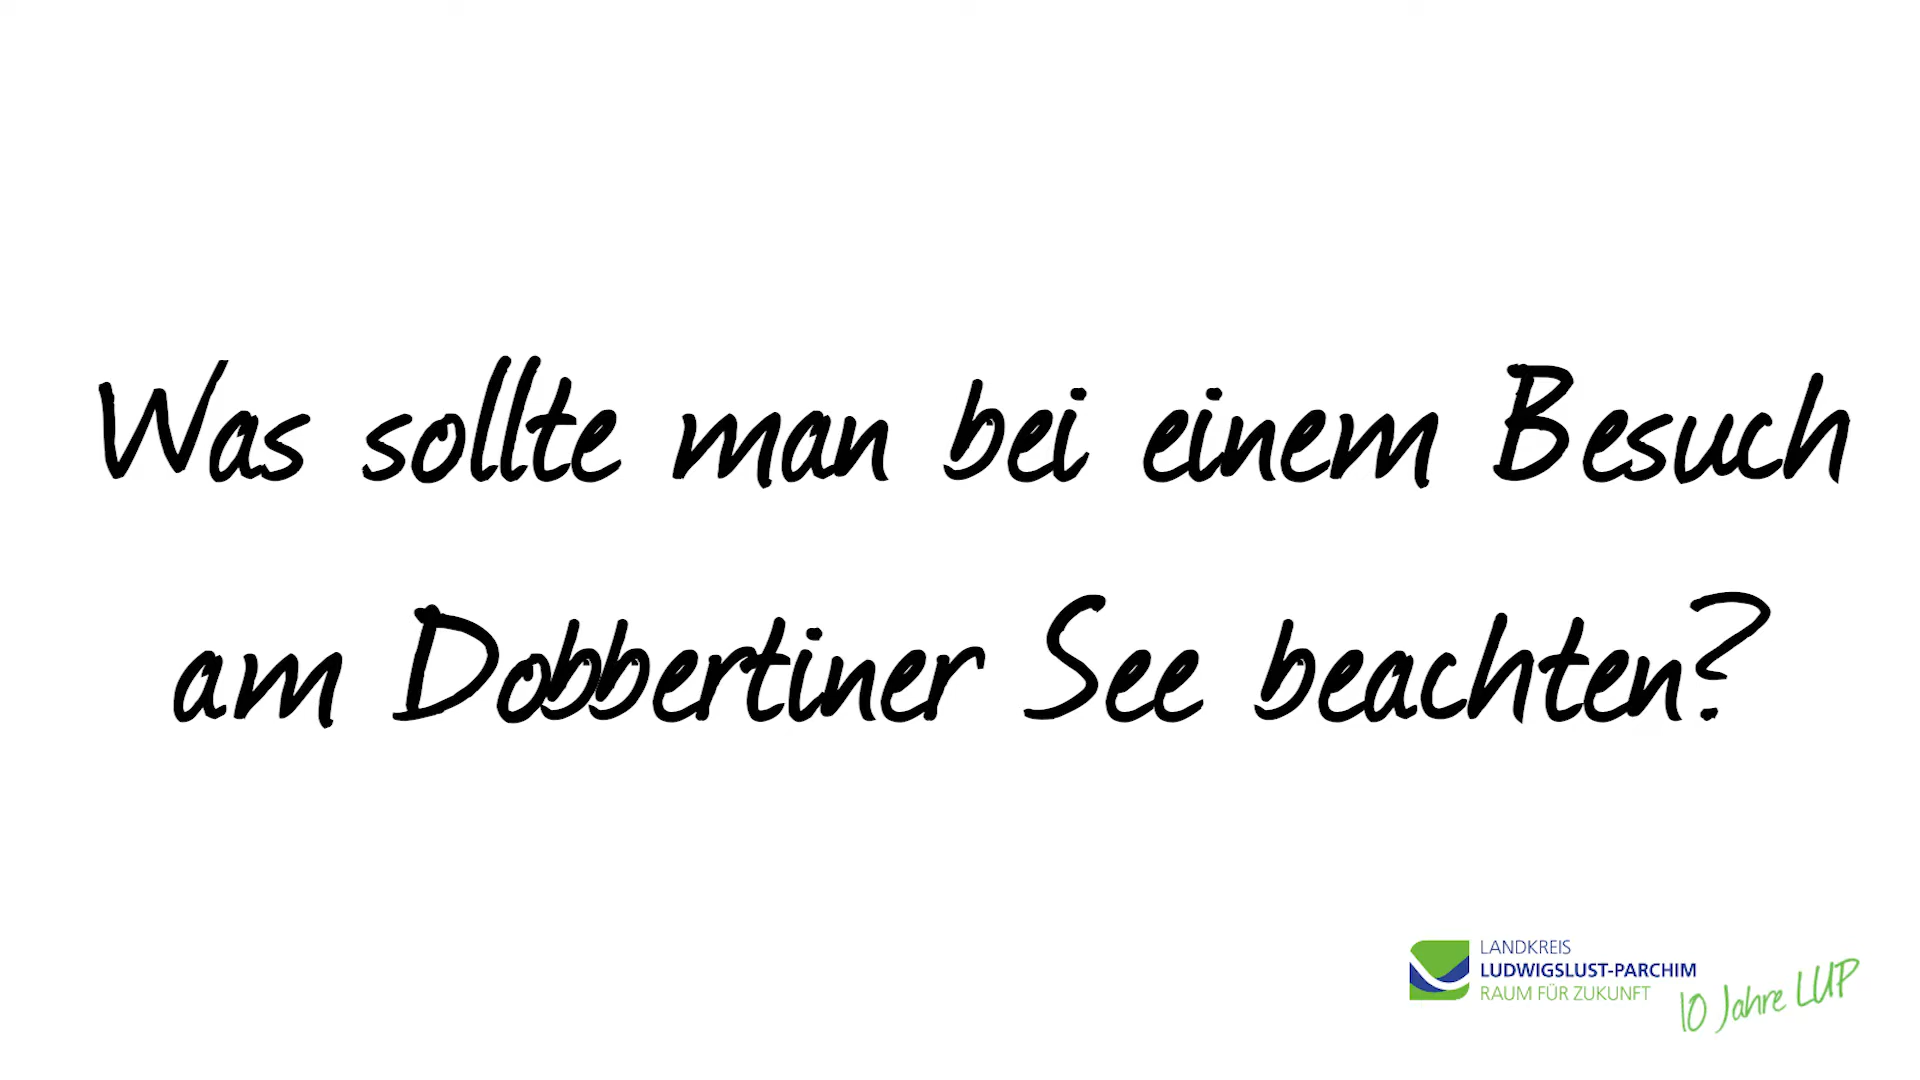 Was sollte man bei einem Besuch
am Dobbertiner See beachten?
LANDKREIS
LUDWIGSLUST-PARCHIM
RAUM FÜR ZUKUNFT
10 Jahre LUP